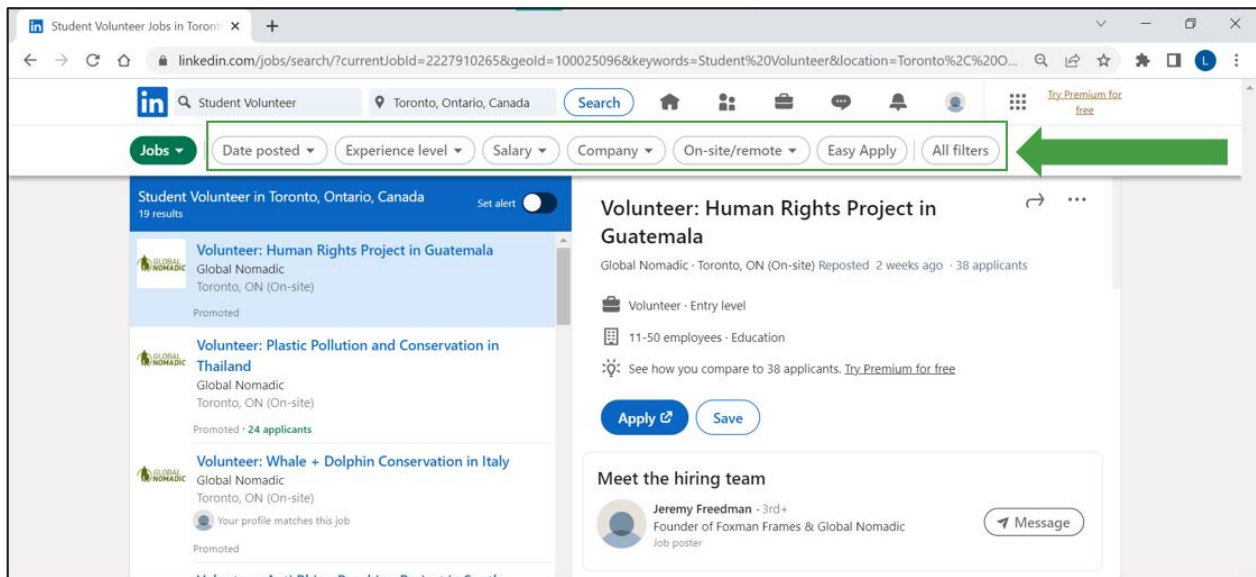 Student Volunteer Jobs in Toront
linkedin.com/jobs/search/?currentJobId=2227910265&geoId=100025096&keywords=Student%20Volunteer&location=Toronto%2C%20O...
L
in
Student Volunteer
Toronto, Ontario, Canada
Search
Try Premium for
free
Jobs
Date posted
Experience level
Salary
Company
On-site/remote
Easy Apply
All filters
Student Volunteer in Toronto, Ontario, Canada
19 results
Set alert
GLOBAL
NOMADIC
Volunteer: Human Rights Project in Guatemala
Global Nomadic
Toronto, ON (On-site)
Promoted
GLOBAL
NOMADIC
Volunteer: Plastic Pollution and Conservation in
Thailand
Global Nomadic
Toronto, ON (On-site)
Promoted · 24 applicants
GLOBAL
NOMADIC
Volunteer: Whale + Dolphin Conservation in Italy
Global Nomadic
Toronto, ON (On-site)
Your profile matches this job
Promoted
Volunteer: Human Rights Project in
Guatemala
Global Nomadic · Toronto, ON (On-site) Reposted 2 weeks ago · 38 applicants
Volunteer · Entry level
11-50 employees · Education
See how you compare to 38 applicants. Try Premium for free
Apply
Save
Meet the hiring team
Jeremy Freedman · 3rd+
Founder of Foxman Frames & Global Nomadic
Job poster
Message